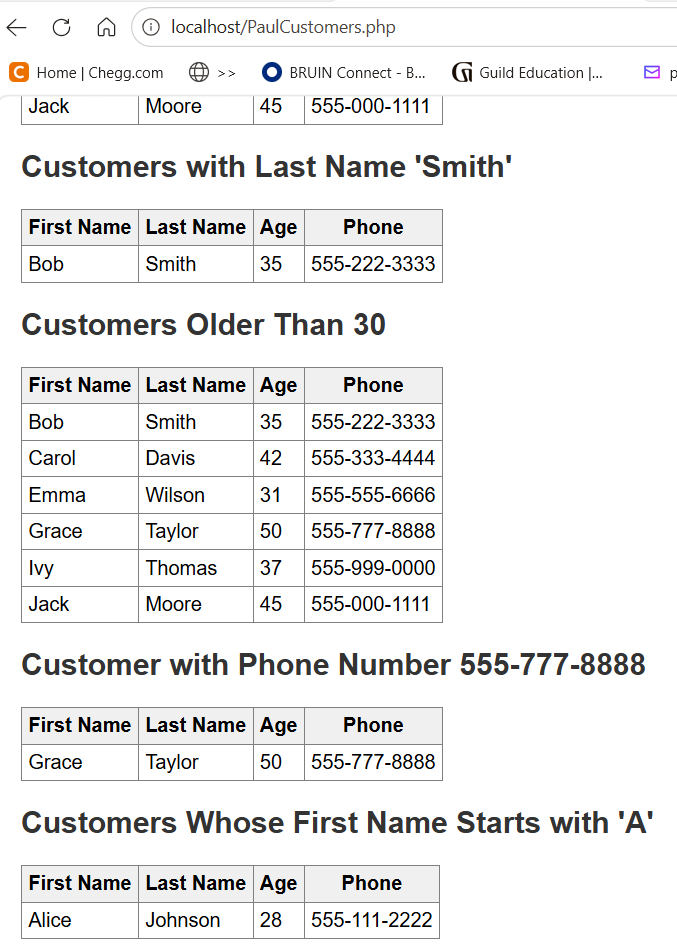 localhost/PaulCustomers.php
C Home | Chegg.com >> BRUIN Connect - B... G Guild Education |...
Jack Moore 45 555-000-1111
Customers with Last Name 'Smith'
First Name Last Name Age Phone
Bob Smith 35 555-222-3333
Customers Older Than 30
First Name Last Name Age Phone
Bob Smith 35 555-222-3333
Carol Davis 42 555-333-4444
Emma Wilson 31 555-555-6666
Grace Taylor 50 555-777-8888
Ivy Thomas 37 555-999-0000
Jack Moore 45 555-000-1111
Customer with Phone Number 555-777-8888
First Name Last Name Age Phone
Grace Taylor 50 555-777-8888
Customers Whose First Name Starts with 'A'
First Name Last Name Age Phone
Alice Johnson 28 555-111-2222